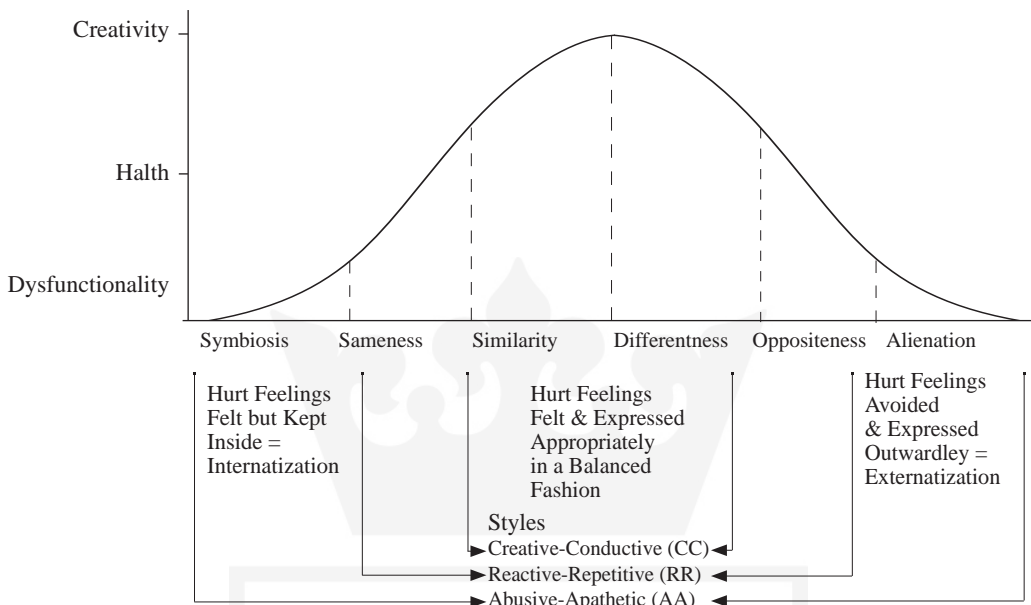 Creativity
Halth
Dysfunctionality
Symbiosis Sameness Similarity Differentness Oppositeness Alienation
Hurt Feelings
Felt but Kept
Inside =
Internatization
Hurt Feelings
Felt & Expressed
Appropriately
in a Balanced
Fashion
Hurt Feelings
Avoided
& Expressed
Outwardley =
Externatization
Styles
Creative-Conductive (CC)
Reactive-Repetitive (RR)
Abusive-Apathetic (AA)